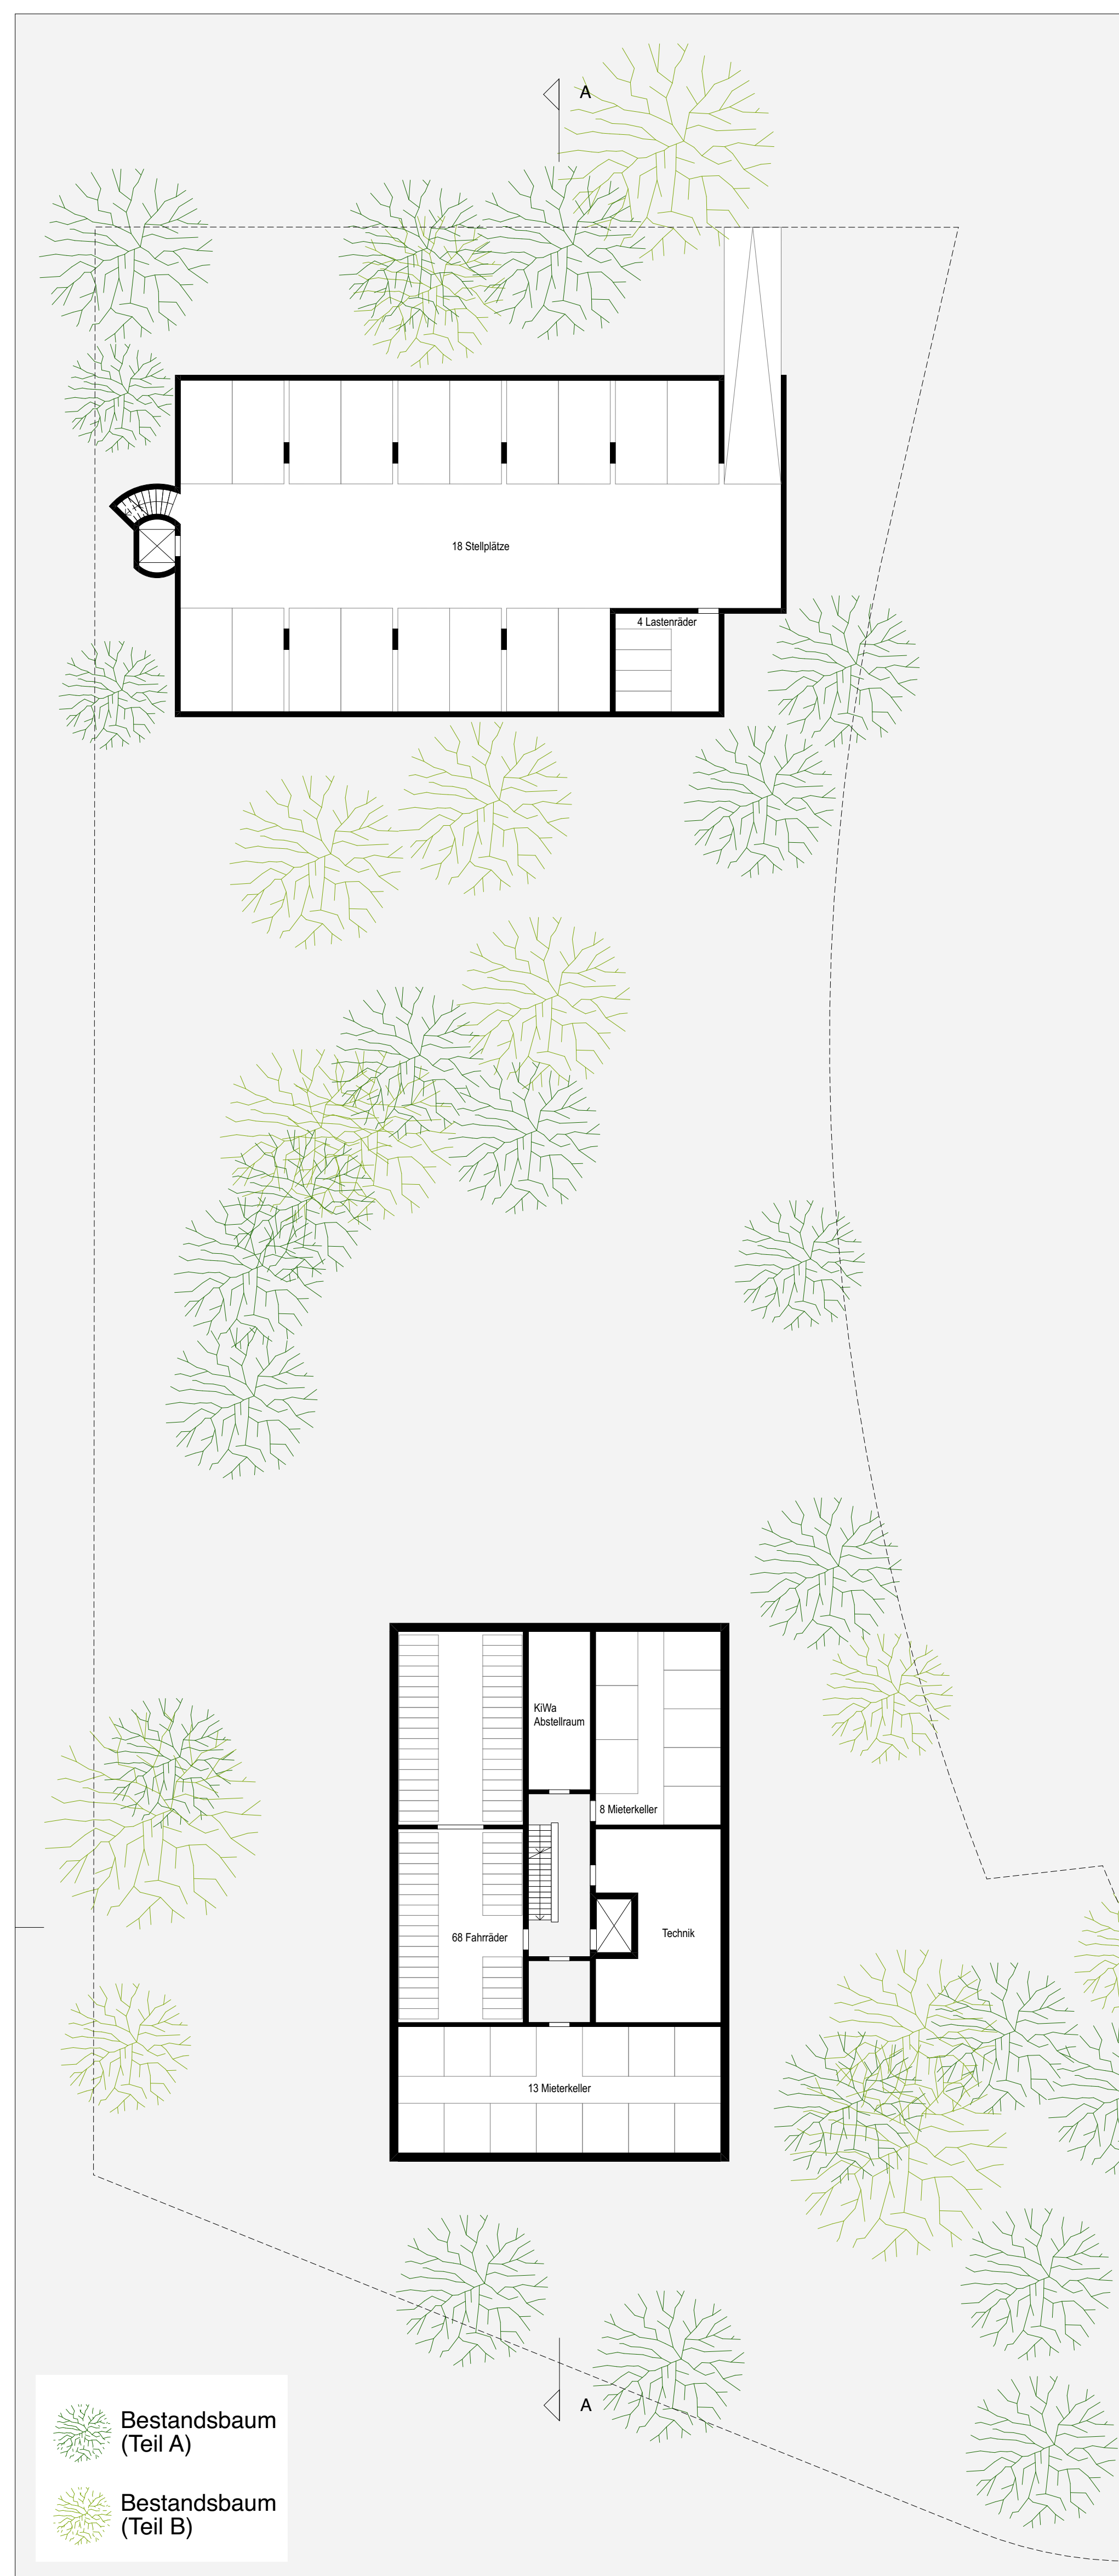 A
18 Stellplätze
4 Lastenräder
KiWa
Abstellraum
8 Mieterkeller
68 Fahrräder
Technik
13 Mieterkeller
A
Bestandsbaum
(Teil A)
Bestandsbaum
(Teil B)